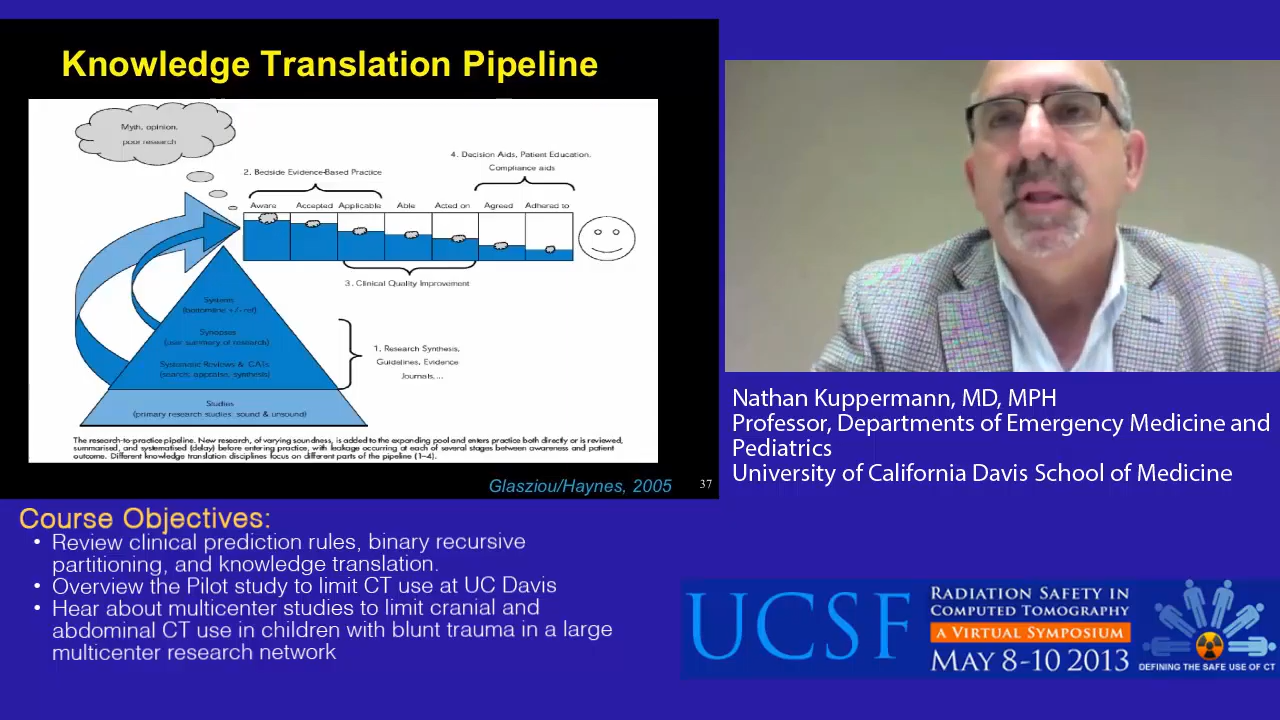 Knowledge Translation Pipeline
Myth, opinion,
poor research
2. Bedside Evidence-Based Practice
4. Decision Aids, Patient Education.
Compliance aids
Aware Accepted Applicable Able Acted on Agreed Adhered to
3. Clinical Quality Improvement
Systems
(bottomline +/- ref)
Synopses
(user summary of research)
Systematic Reviews & CATs
(search; appraise; synthesis)
1. Research Synthesis,
Guidelines, Evidence
Journals,...
Studies
(primary research studies: sound & unsound)
The research-to-practice pipeline. New research, of varying soundness, is added to the expanding pool and enters practice both directly or is reviewed,
summarised, and systematised (delay) before entering practice, with leakage occurring at each of several stages between awareness and patient
outcome. Different knowledge translation disciplines focus on different parts of the pipeline (1–4).
Glasziou/Haynes, 2005
37
Nathan Kuppermann, MD, MPH
Professor, Departments of Emergency Medicine and
Pediatrics
University of California Davis School of Medicine
Course Objectives:
• Review clinical prediction rules, binary recursive
partitioning, and knowledge translation.
• Overview the Pilot study to limit CT use at UC Davis
• Hear about multicenter studies to limit cranial and
abdominal CT use in children with blunt trauma in a large
multicenter research network
UCSF
RADIATION SAFETY IN
COMPUTED TOMOGRAPHY
A VIRTUAL SYMPOSIUM
MAY 8-10 2013
DEFINING THE SAFE USE OF CT